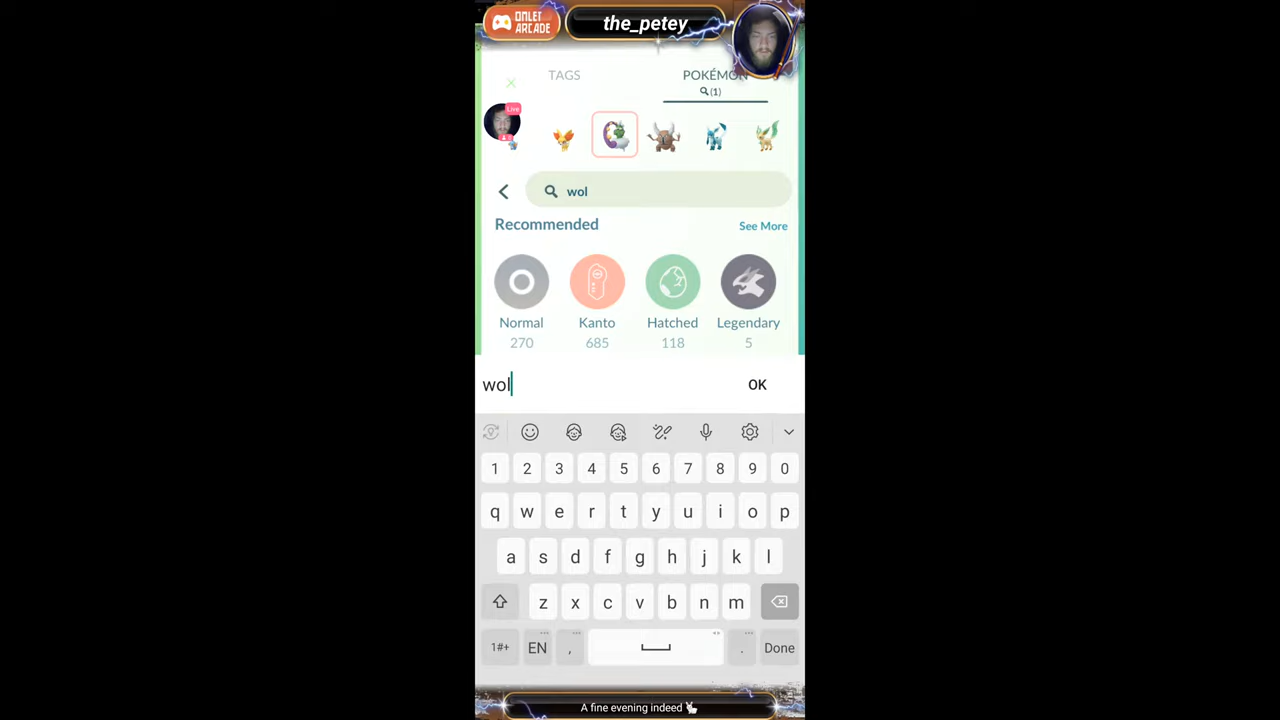 OMLET
ARCADE
the_petey
TAGS
POKÉMON
(1)
Live
wol
Recommended
See More
Normal
Kanto
Hatched
Legendary
270
685
118
5
wol
OK
1 2 3 4 5 6 7 8 9 0
q w e r t y u i o p
a s d f g h j k l
z x c v b n m
1#+ EN , . Done
A fine evening indeed